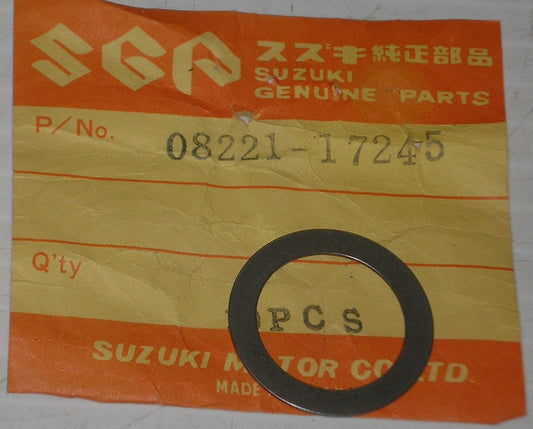 SGP スズキ純正部品
SUZUKI
GENUINE PARTS
P/No. 08221-17245
Q'ty PCS
SUZUKI MOTOR CO. LTD.
MADE